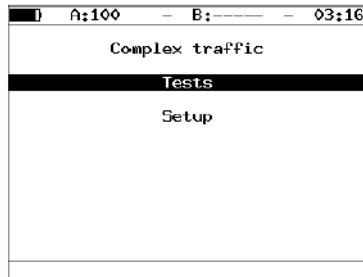 A:100 – B:----- – 03:16
Complex traffic
Tests
Setup